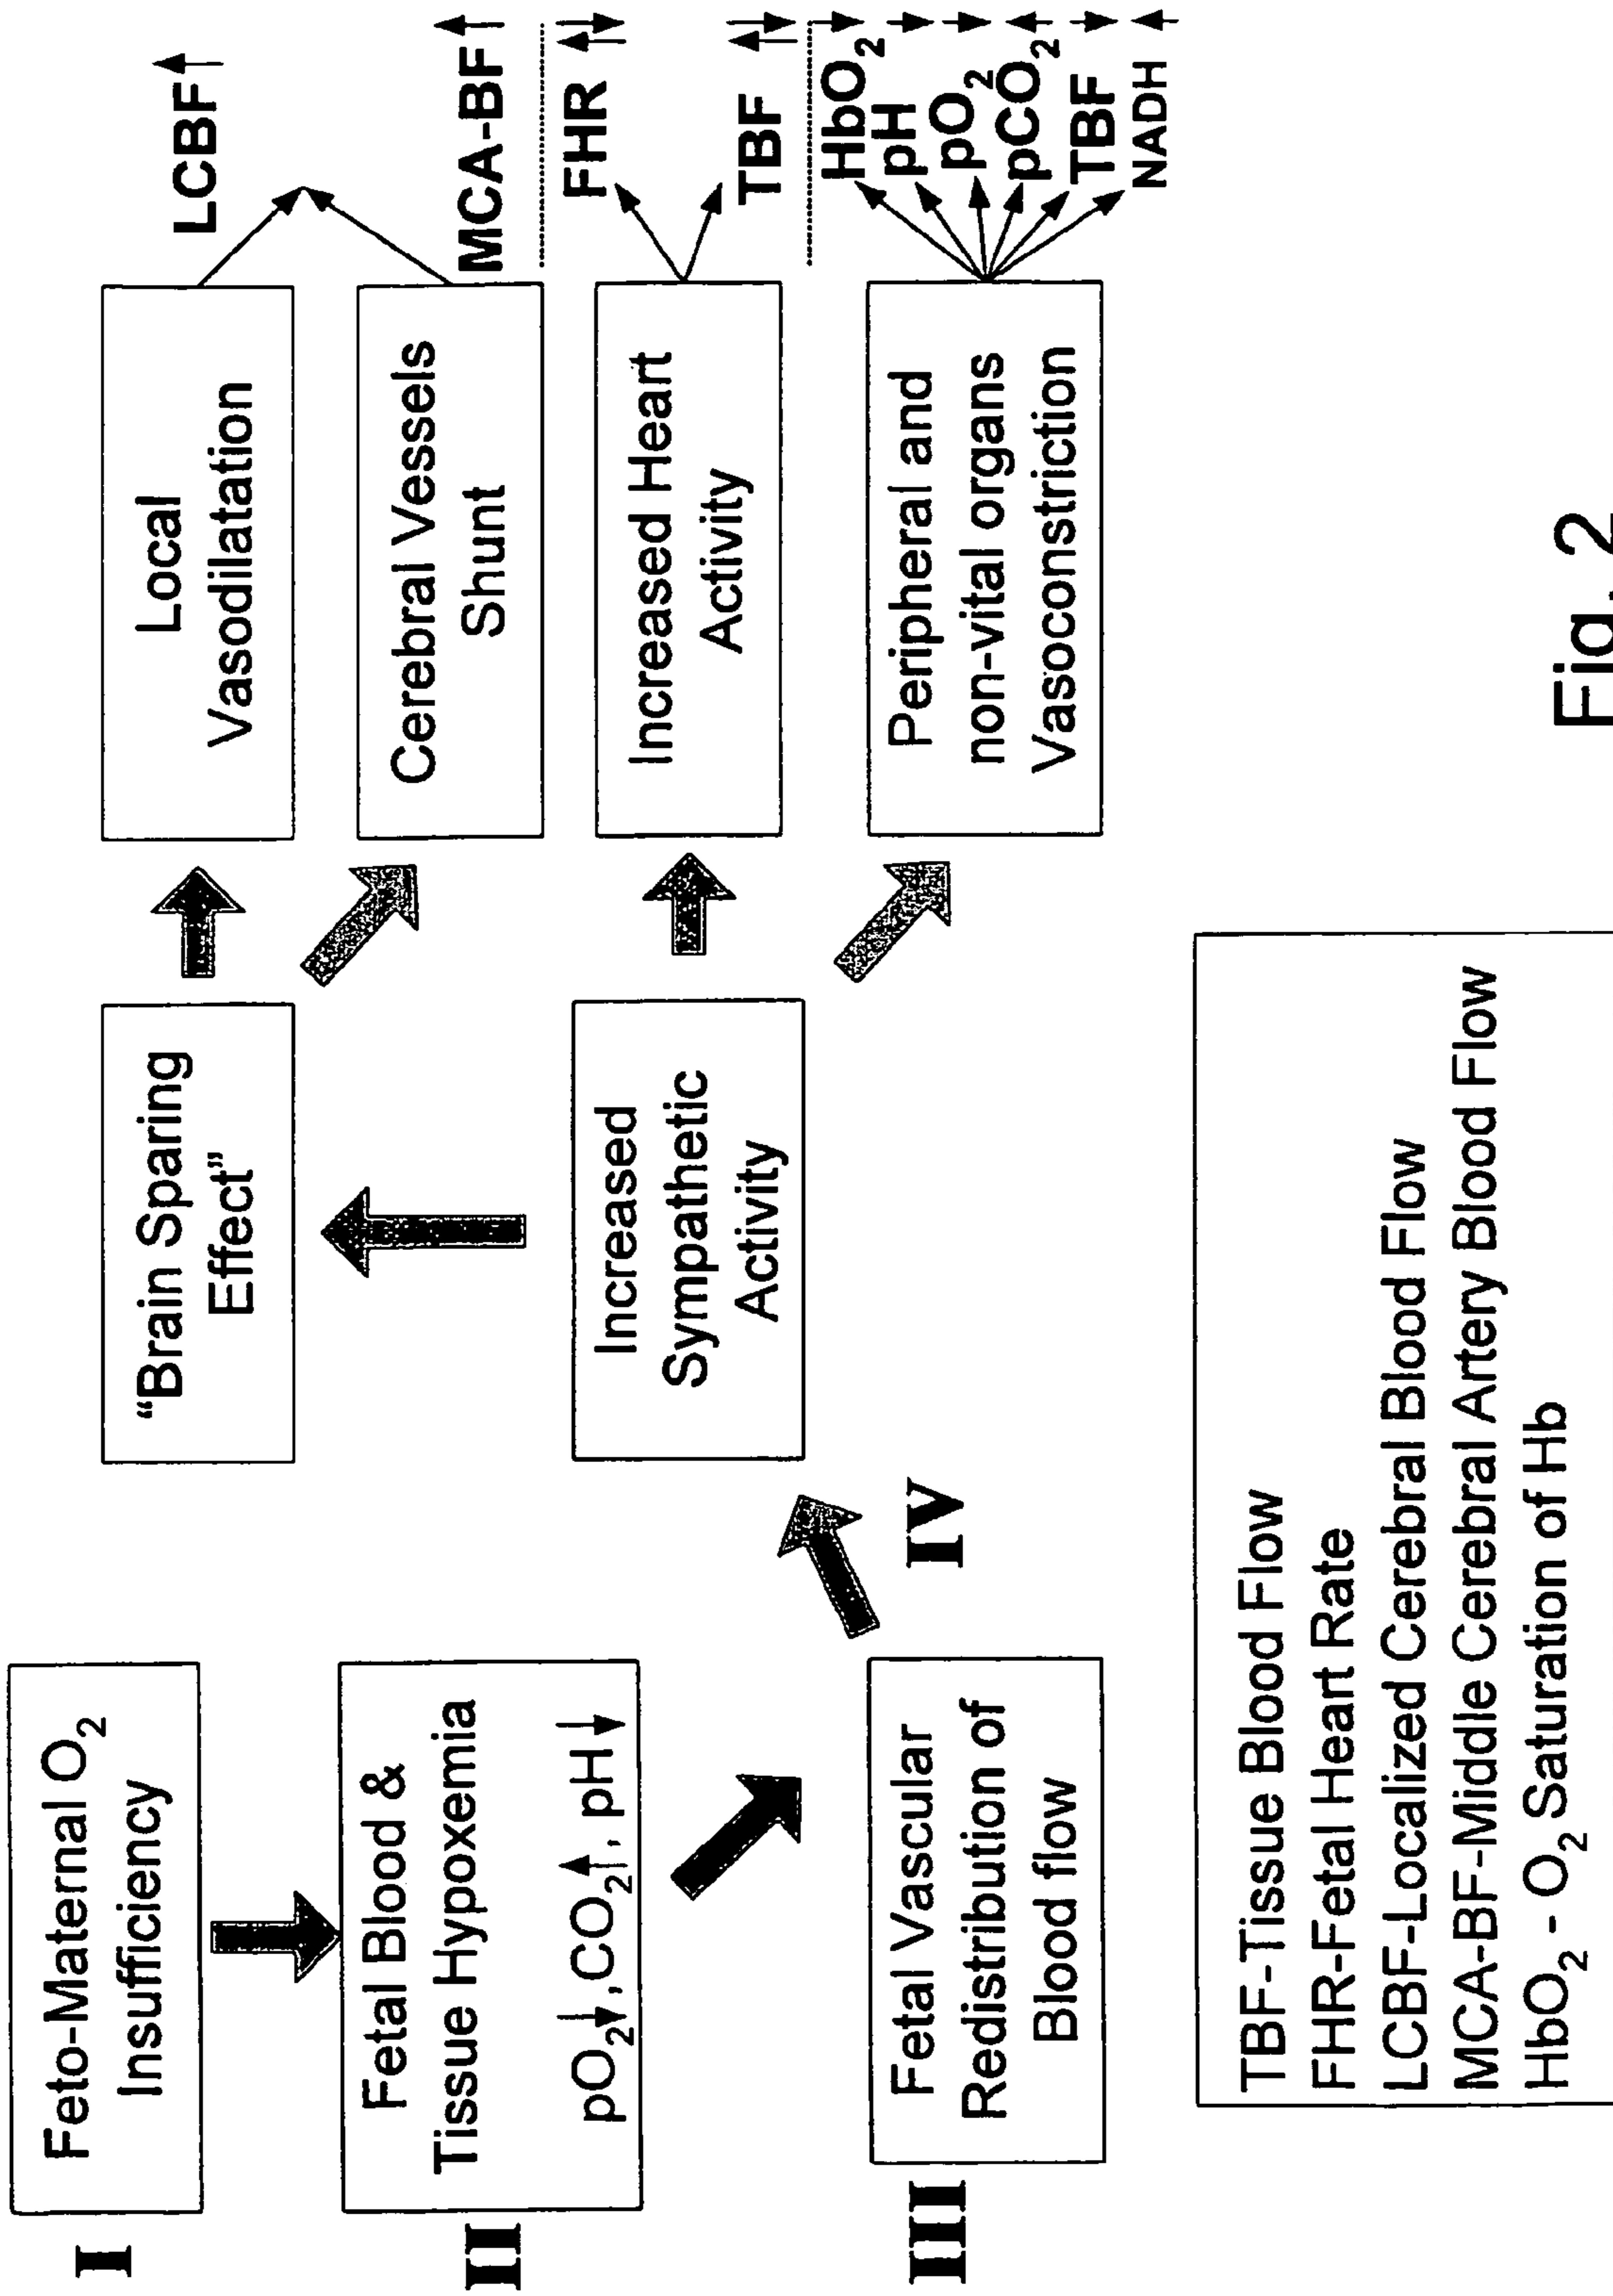 I
Feto-Maternal O₂
Insufficiency
II
Fetal Blood &
Tissue Hypoxemia
pO₂↓, CO₂↑, pH↓
III
Fetal Vascular
Redistribution of
Blood flow
IV
“Brain Sparing
Effect”
Increased
Sympathetic
Activity
Local
Vasodilatation
Cerebral Vessels
Shunt
Increased Heart
Activity
Peripheral and
non-vital organs
Vasoconstriction
LCBF↑
MCA-BF↑
FHR↑↓
TBF↑↓
HbO₂↓
pH↓
pO₂↓
pCO₂↑
TBF↓
NADH↑
TBF-Tissue Blood Flow
FHR-Fetal Heart Rate
LCBF-Localized Cerebral Blood Flow
MCA-BF-Middle Cerebral Artery Blood Flow
HbO₂ - O₂ Saturation of Hb
Fig. 2